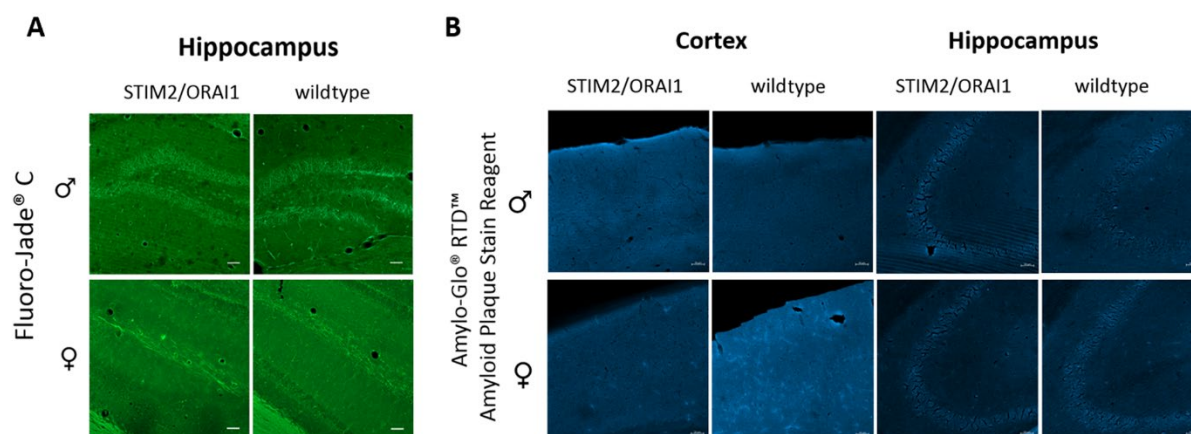 A
Hippocampus
STIM2/ORAI1 wildtype
Fluoro-Jade® C
♂
♀
B
Cortex Hippocampus
STIM2/ORAI1 wildtype STIM2/ORAI1 wildtype
Amylo-Glo® RTD™
Amyloid Plaque Stain Reagent
♂
♀